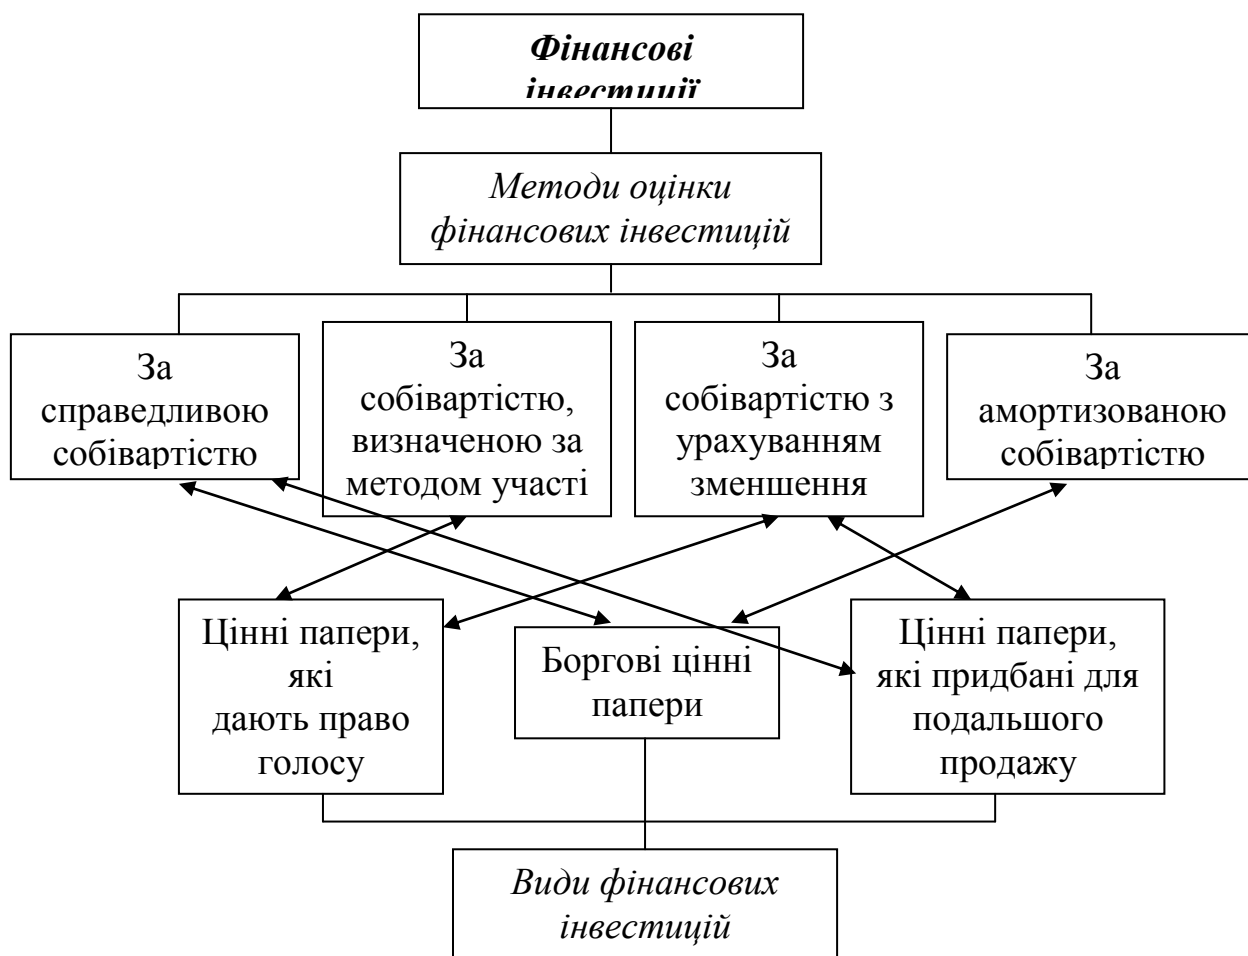 Фінансові
інвестиції
Методи оцінки
фінансових інвестицій
За
справедливою
собівартістю
За
собівартістю,
визначеною за
методом участі
За
собівартістю з
урахуванням
зменшення
За
амортизованою
собівартістю
Цінні папери,
які
дають право
голосу
Боргові цінні
папери
Цінні папери,
які придбані для
подальшого
продажу
Види фінансових
інвестицій